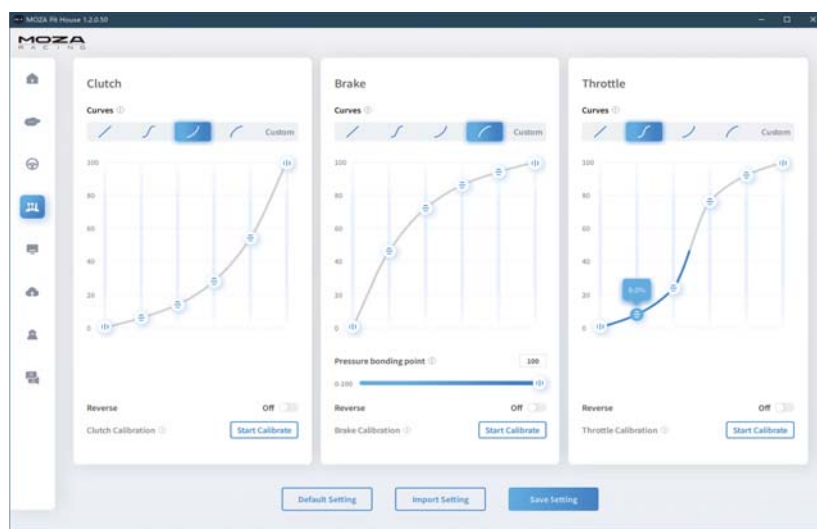 MOZA Pit House 1.2.0.50
MOZA
RACING
Clutch
Curves
Custom
100
80
60
40
20
0
Reverse Off
Clutch Calibration Start Calibrate
Brake
Curves
Custom
100
80
60
40
20
0
Pressure bonding point 100
0-100
Reverse Off
Brake Calibration Start Calibrate
Throttle
Curves
Custom
100
80
60
40
20
0
Reverse Off
Throttle Calibration Start Calibrate
Default Setting Import Setting Save Setting